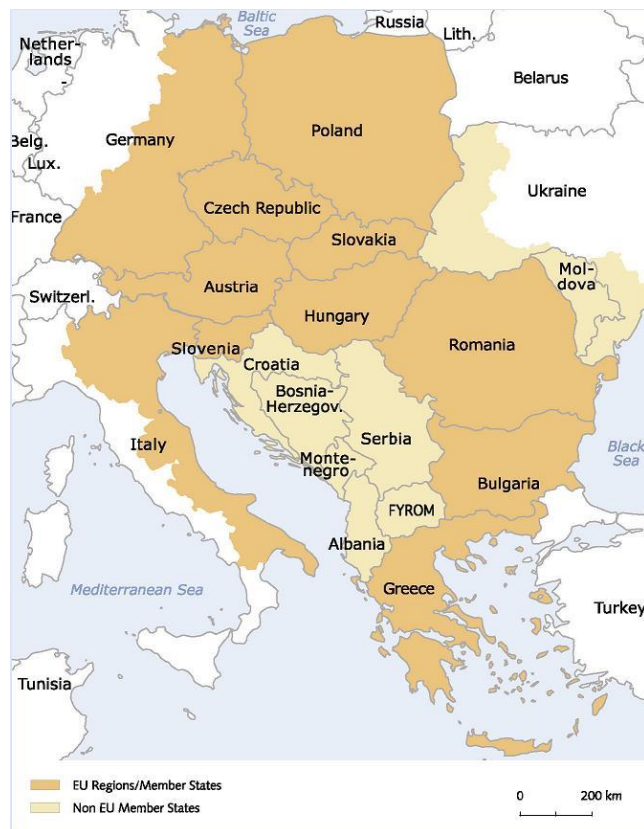 Baltic
Sea
Russia
Lith.
Nether-
lands
-
Belarus
Germany
Poland
Belg.
Lux.
Ukraine
Czech Republic
France
Slovakia
Mol-
dova
Switzerl.
Austria
Hungary
Romania
Slovenia
Croatia
Bosnia-
Herzegov.
Serbia
Italy
Black
Sea
Monte-
negro
Bulgaria
FYROM
Albania
Mediterranean Sea
Greece
Turkey
Tunisia
EU Regions/Member States
Non EU Member States
0 200 km